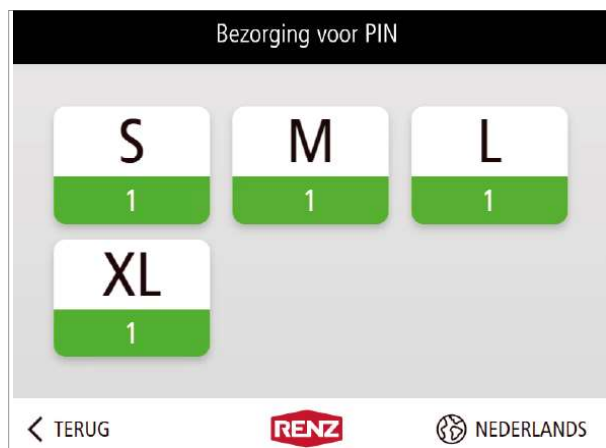 Bezorging voor PIN
S M L
1 1 1
XL
1
TERUG RENZ NEDERLANDS